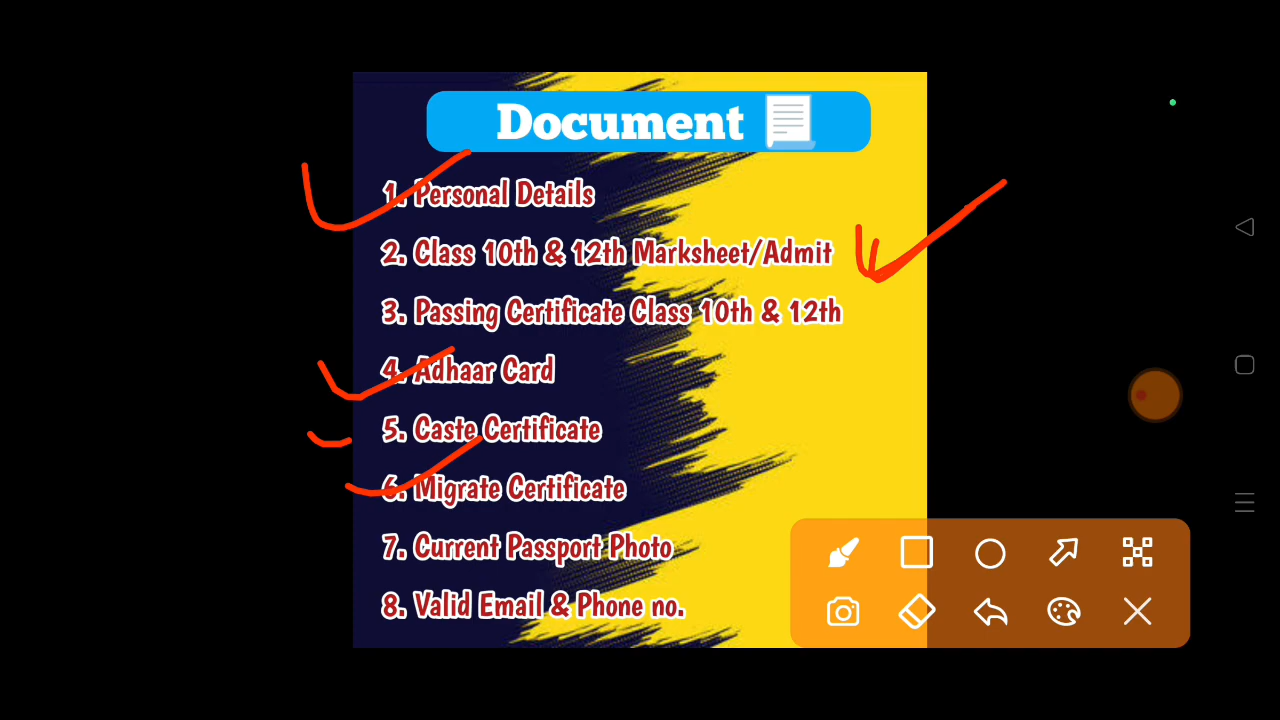 Document
1. Personal Details
2. Class 10th & 12th Marksheet/Admit
3. Passing Certificate Class 10th & 12th
4. Adhaar Card
5. Caste Certificate
6. Migrate Certificate
7. Current Passport Photo
8. Valid Email & Phone no.